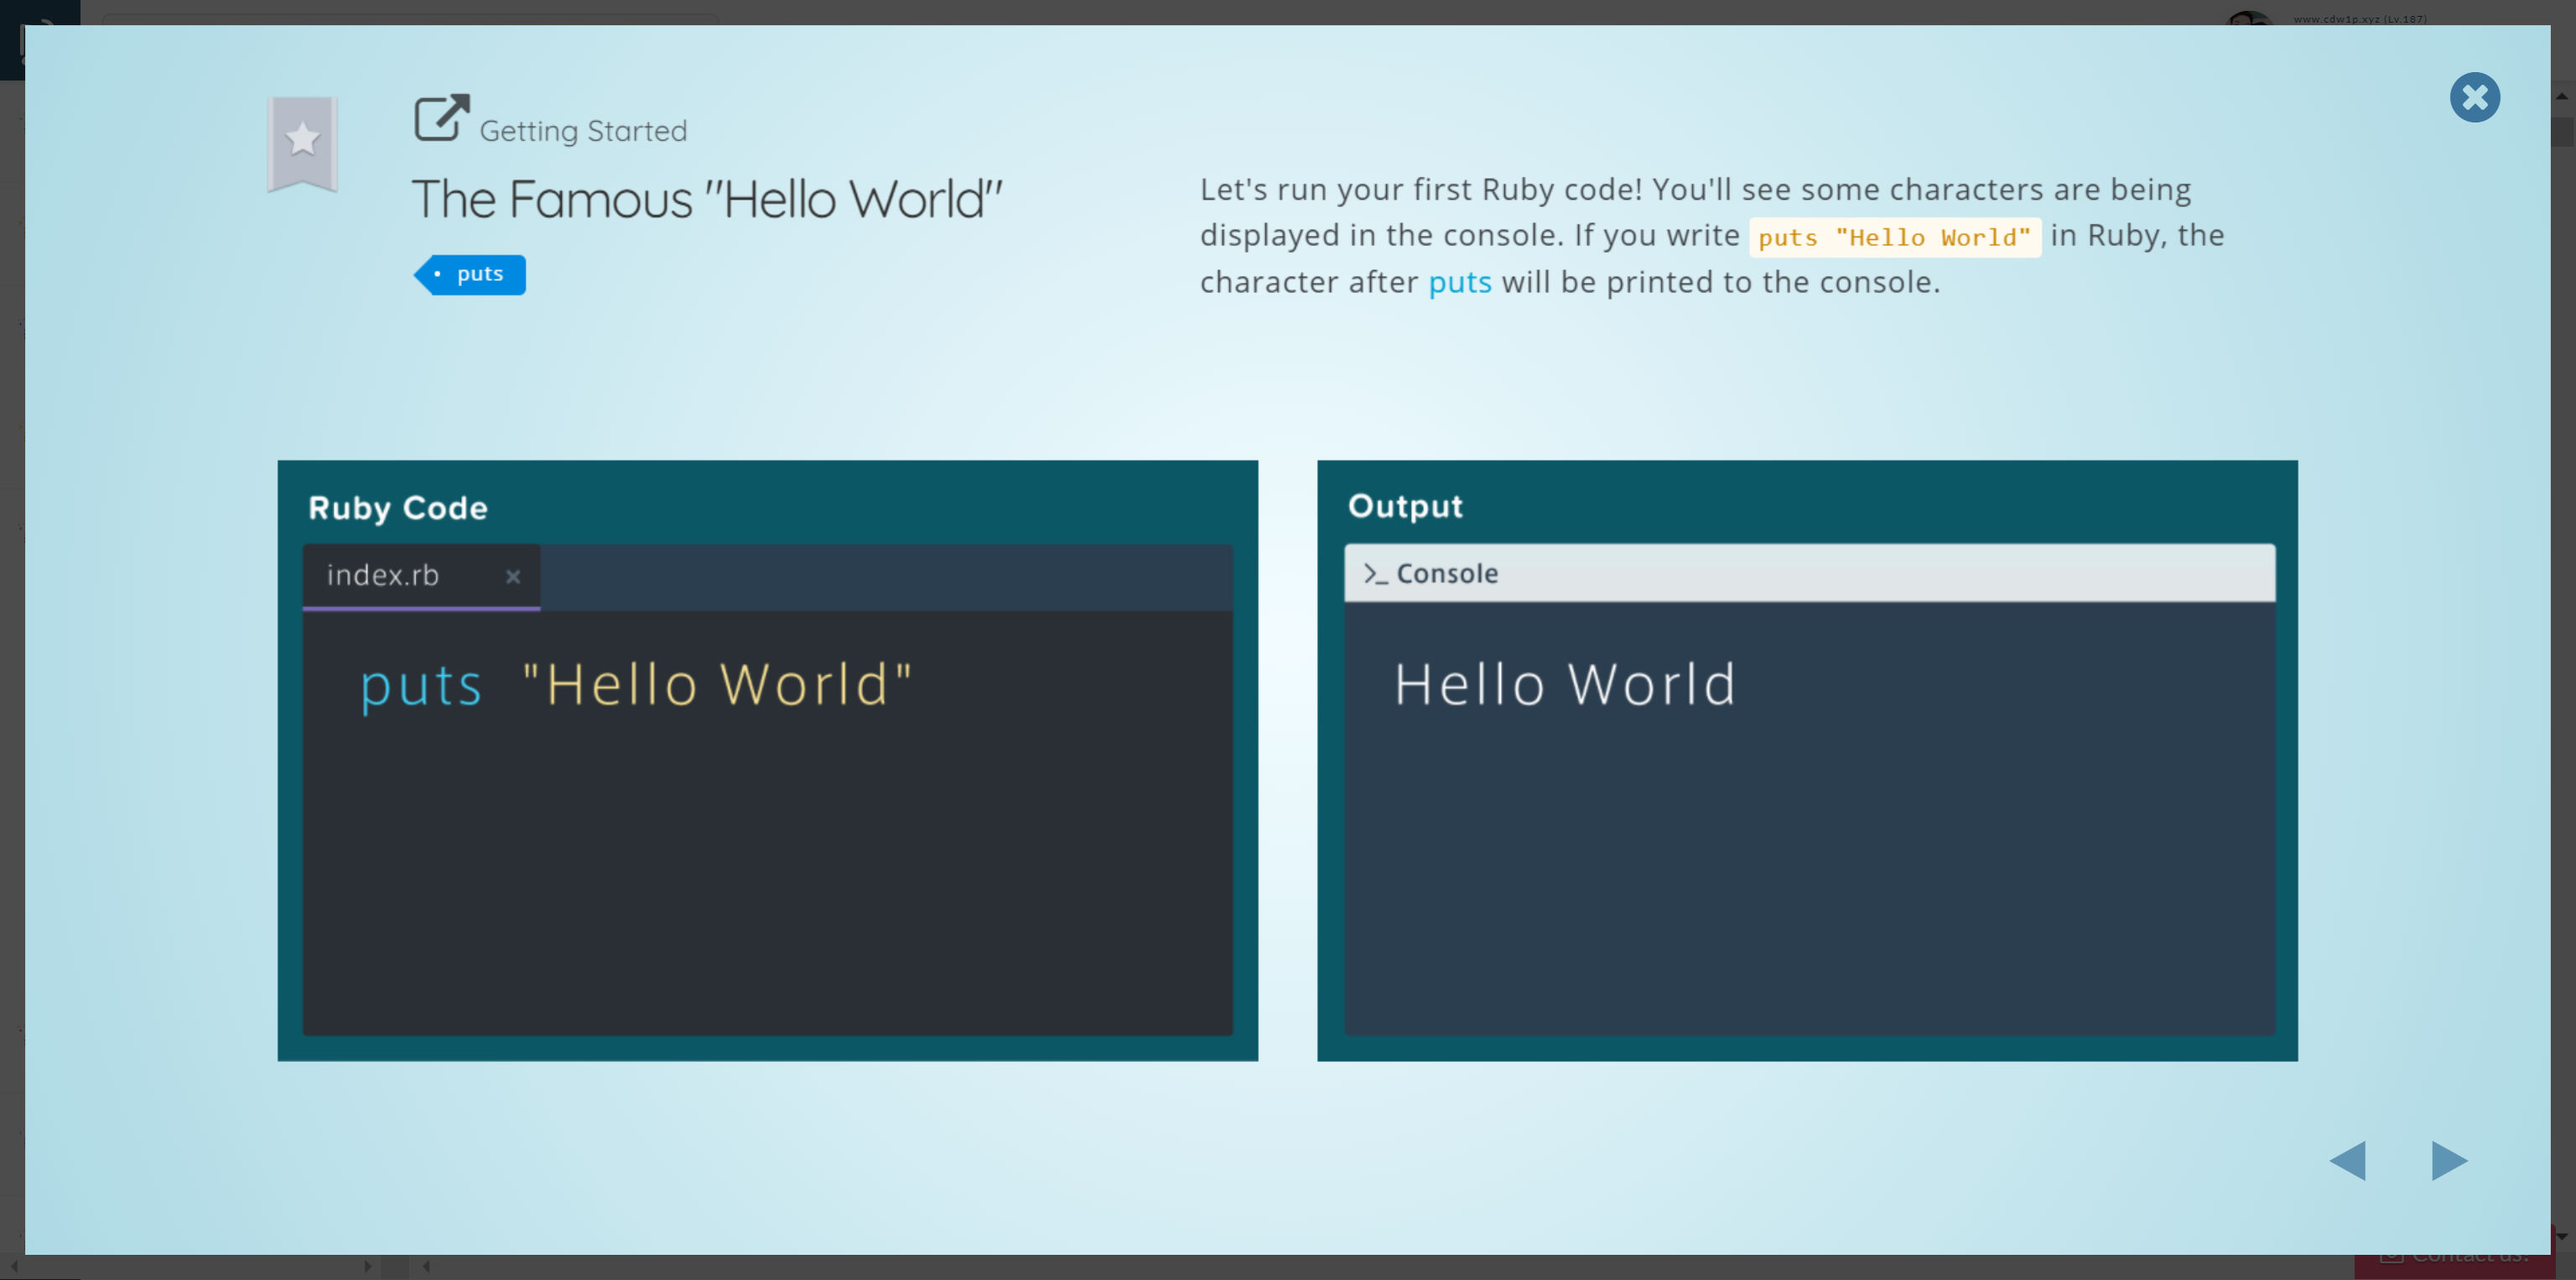 www.cdw1p.xyz (Lv.187)
Getting Started
The Famous "Hello World"
puts
Let's run your first Ruby code! You'll see some characters are being
displayed in the console. If you write puts "Hello World" in Ruby, the
character after puts will be printed to the console.
Ruby Code
index.rb
puts "Hello World"
Output
>_ Console
Hello World
Contact us!